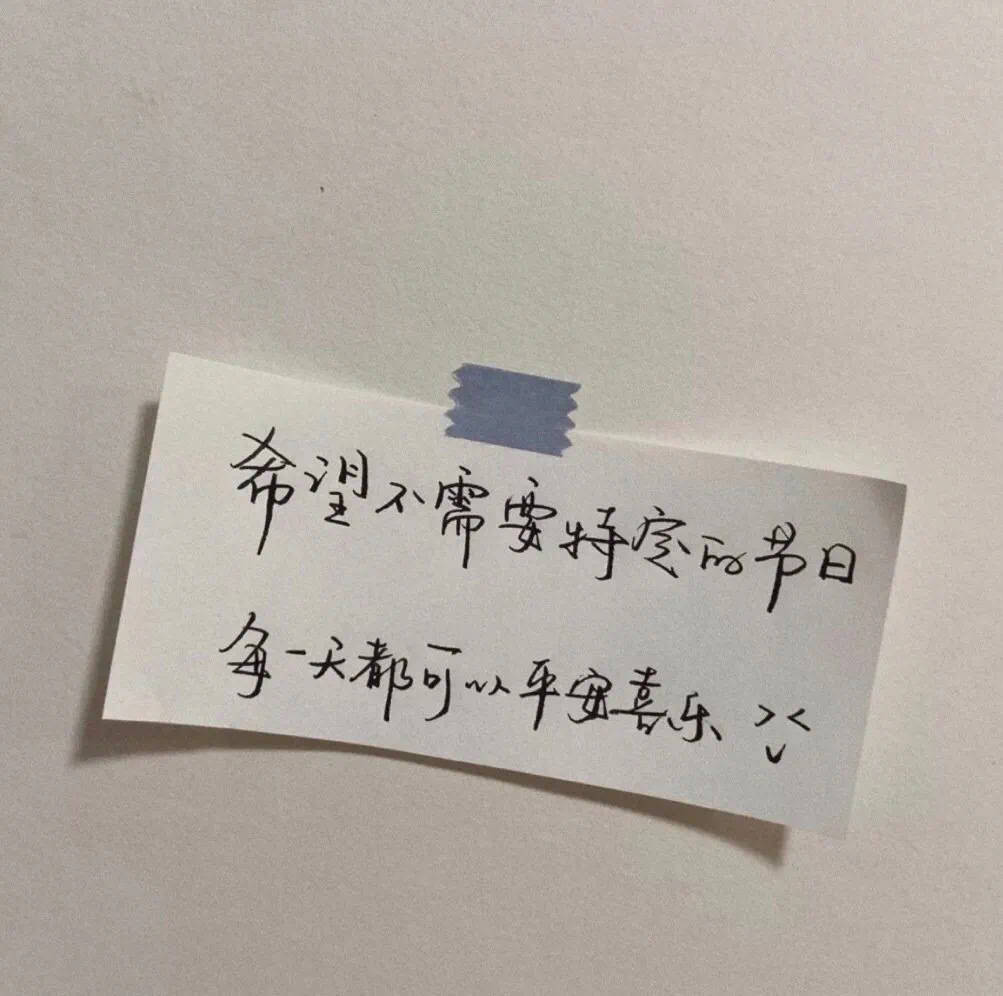 希望不需要特定的节日
每一天都可以平安喜乐 ><